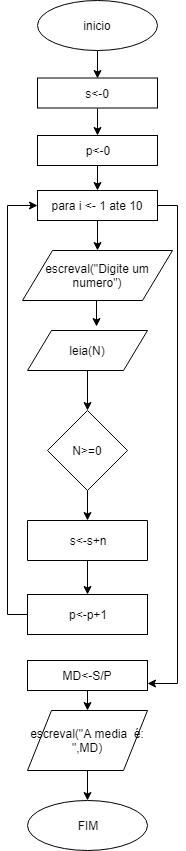 inicio
s<-0
p<-0
para i <- 1 ate 10
escreval("Digite um
numero")
leia(N)
N>=0
s<-s+n
p<-p+1
MD<-S/P
escreval("A media  é:
",MD)
FIM